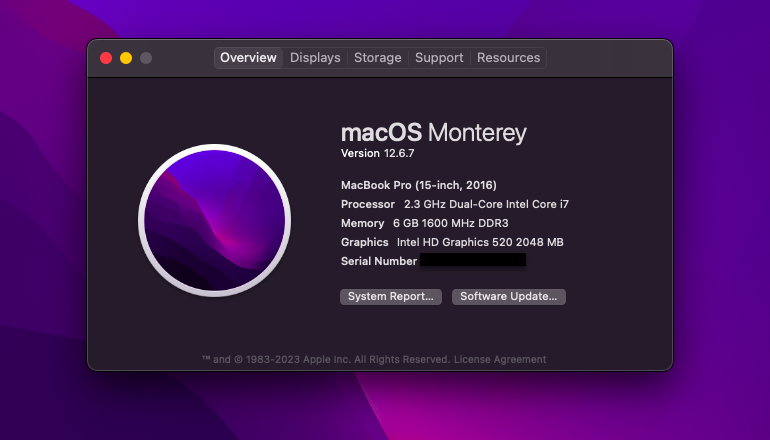 Overview Displays Storage Support Resources
macOS Monterey
Version 12.6.7
MacBook Pro (15-inch, 2016)
Processor 2.3 GHz Dual-Core Intel Core i7
Memory 6 GB 1600 MHz DDR3
Graphics Intel HD Graphics 520 2048 MB
Serial Number
System Report... Software Update...
™ and © 1983-2023 Apple Inc. All Rights Reserved. License Agreement